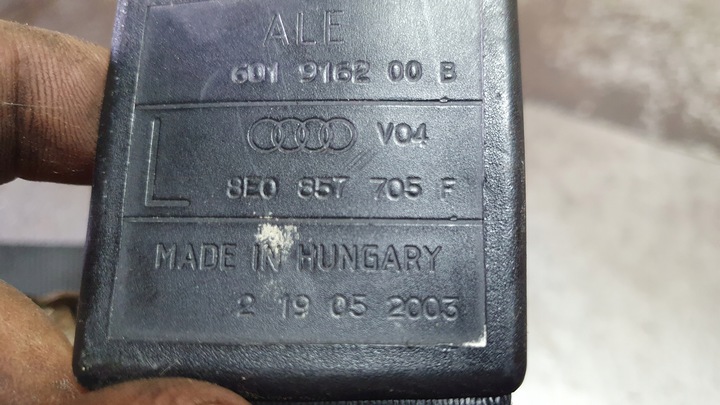 ALE
601 9162 00 B
L
V04
8E0 857 705 F
MADE IN HUNGARY
2 19 05 2003